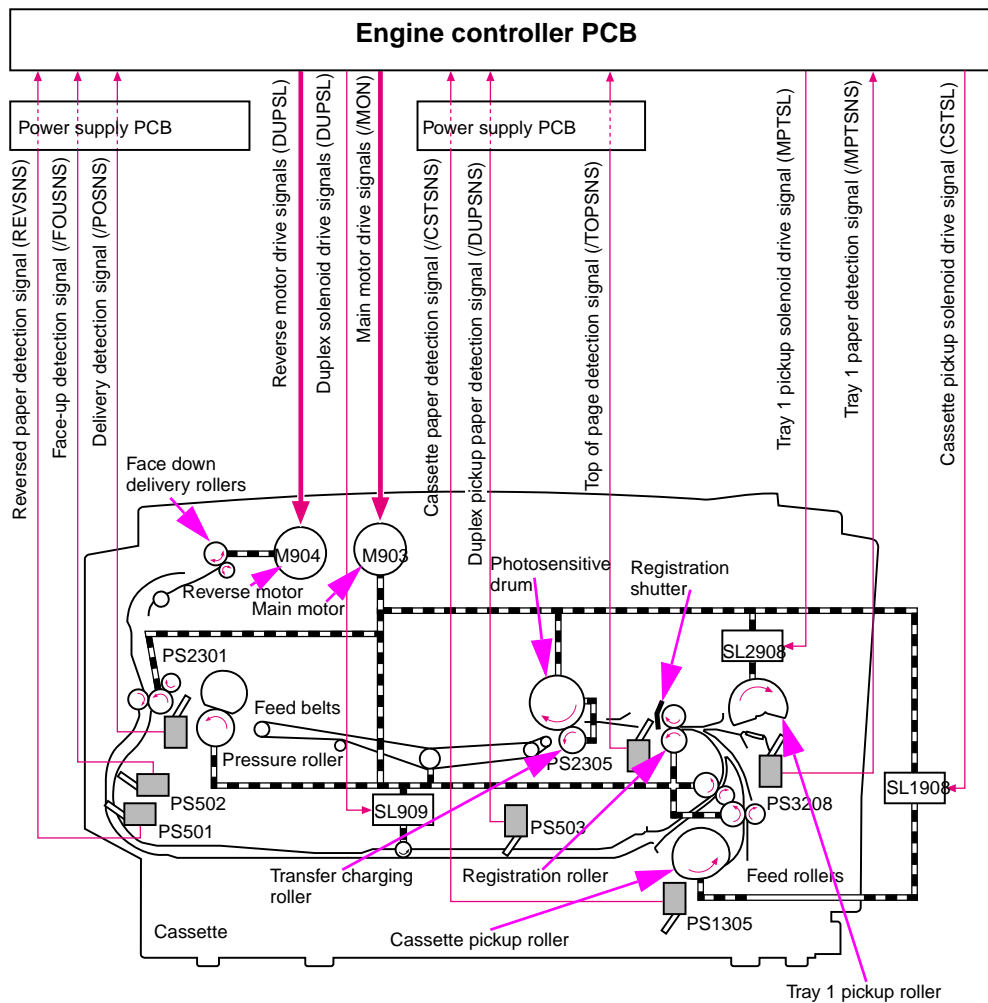 Engine controller PCB
Power supply PCB
Power supply PCB
Reversed paper detection signal (REVSNS)
Face-up detection signal (/FOUSNS)
Delivery detection signal (/POSNS)
Reverse motor drive signals (DUPSL)
Duplex solenoid drive signals (DUPSL)
Main motor drive signals (/MON)
Cassette paper detection signal (/CSTSNS)
Duplex pickup paper detection signal (/DUPSNS)
Top of page detection signal (/TOPSNS)
Tray 1 pickup solenoid drive signal (MPTSL)
Tray 1 paper detection signal (/MPTSNS)
Cassette pickup solenoid drive signal (CSTSL)
Face down
delivery rollers
M904
M903
Reverse motor
Main motor
Photosensitive
drum
Registration
shutter
SL2908
PS2301
Feed belts
Pressure roller
PS2305
PS502
PS501
SL909
PS503
PS3208
SL1908
Transfer charging
roller
Registration roller
Feed rollers
Cassette
Cassette pickup roller
PS1305
Tray 1 pickup roller